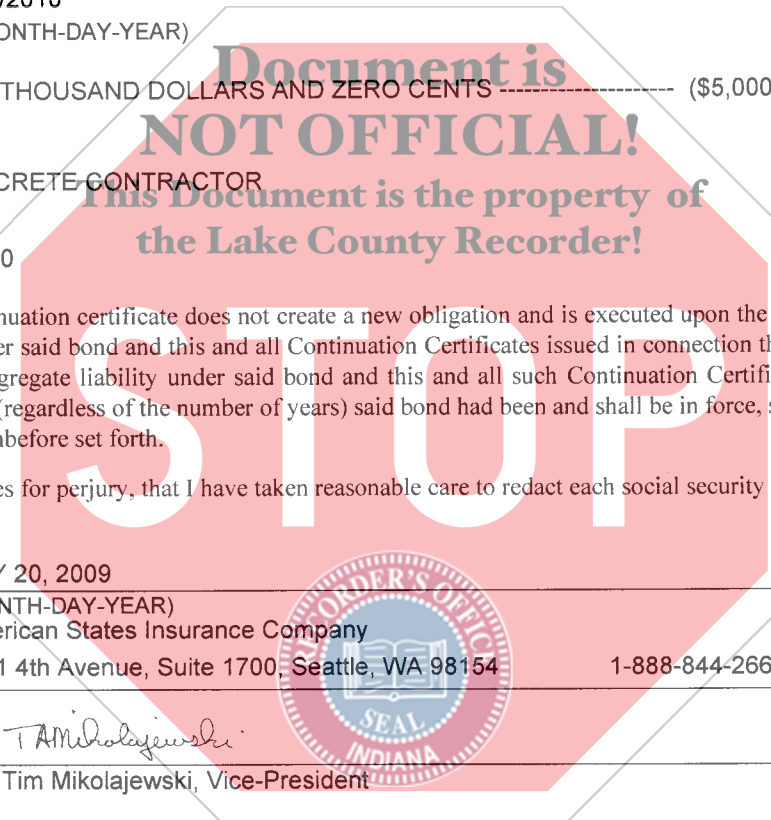 /2010
ONTH-DAY-YEAR)
Document is
THOUSAND DOLLARS AND ZERO CENTS ---------------------- ($5,000
NOT OFFICIAL!
CRETE CONTRACTOR
This Document is the property of
the Lake County Recorder!
0
nuation certificate does not create a new obligation and is executed upon the
er said bond and this and all Continuation Certificates issued in connection th
gregate liability under said bond and this and all such Continuation Certifi
(regardless of the number of years) said bond had been and shall be in force, s
nbefore set forth.
STOP
es for perjury, that I have taken reasonable care to redact each social security
Y 20, 2009
NTH-DAY-YEAR)
erican States Insurance Company
1 4th Avenue, Suite 1700, Seattle, WA 98154 1-888-844-266
RECORDER'S OFFICE
SEAL
INDIANA
TAMikolajewski
Tim Mikolajewski, Vice-President